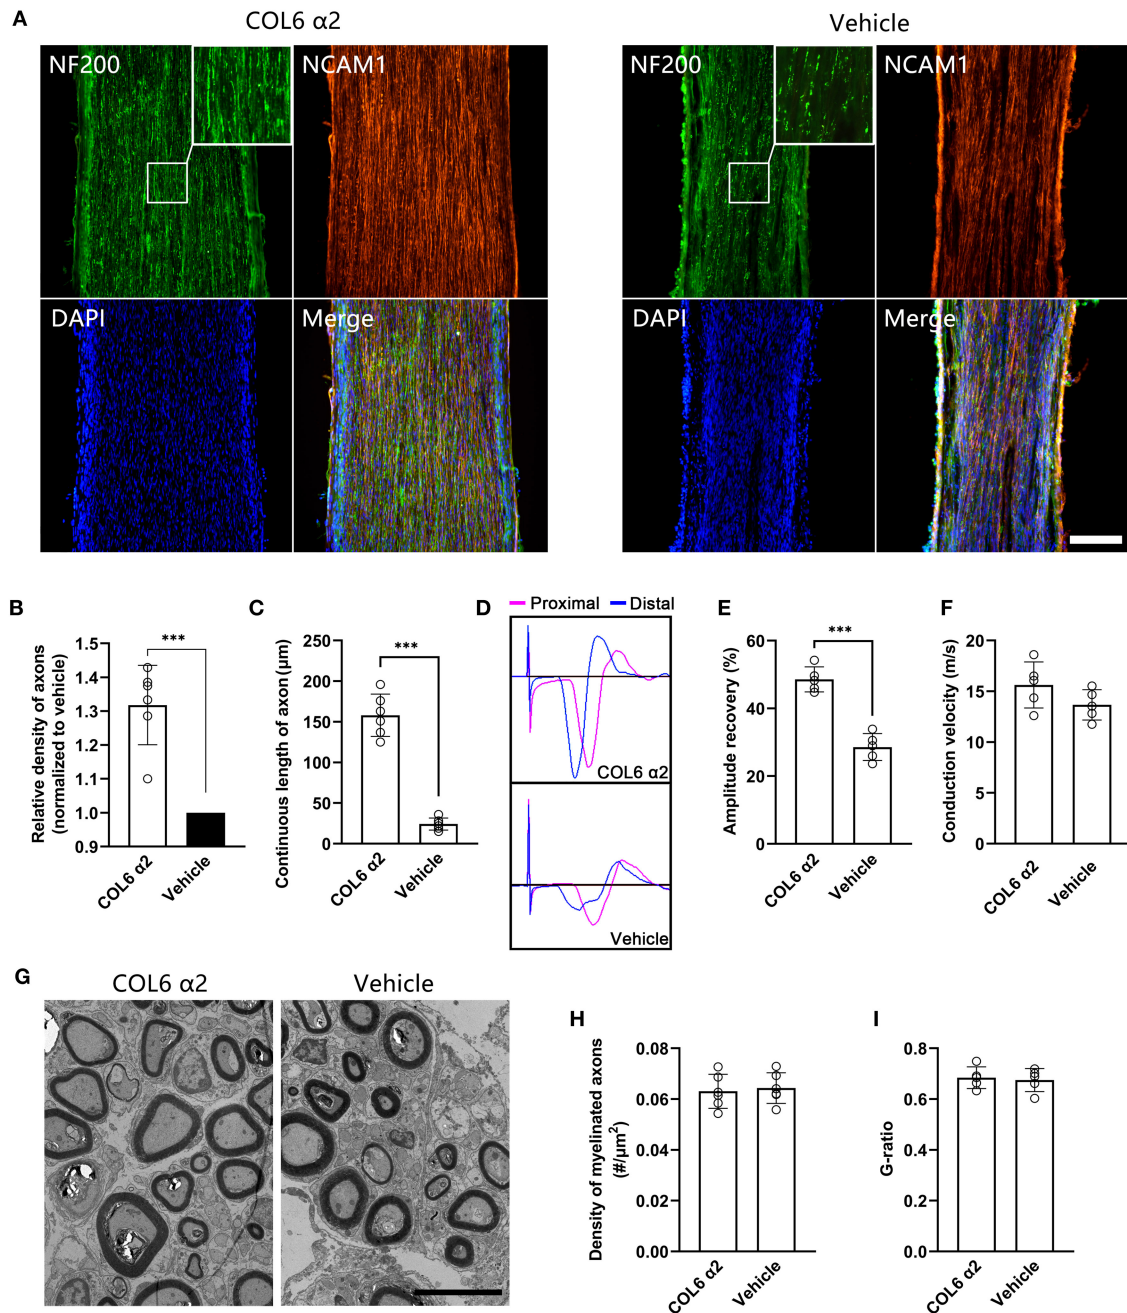 A
COL6 α2
Vehicle
NF200
NCAM1
NF200
NCAM1
DAPI
Merge
DAPI
Merge
B
Relative density of axons
(normalized to vehicle)
1.5
1.4
1.3
1.2
1.1
1.0
0.9
***
COL6 α2
Vehicle
C
Continuous length of axon (μm)
250
200
150
100
50
0
***
COL6 α2
Vehicle
D
Proximal
Distal
COL6 α2
Vehicle
E
Amplitude recovery (%)
60
40
20
0
***
COL6 α2
Vehicle
F
Conduction velocity (m/s)
20
15
10
5
0
COL6 α2
Vehicle
G
COL6 α2
Vehicle
H
Density of myelinated axons
(#/μm²)
0.08
0.06
0.04
0.02
0.00
COL6 α2
Vehicle
I
G-ratio
0.8
0.6
0.4
0.2
0.0
COL6 α2
Vehicle